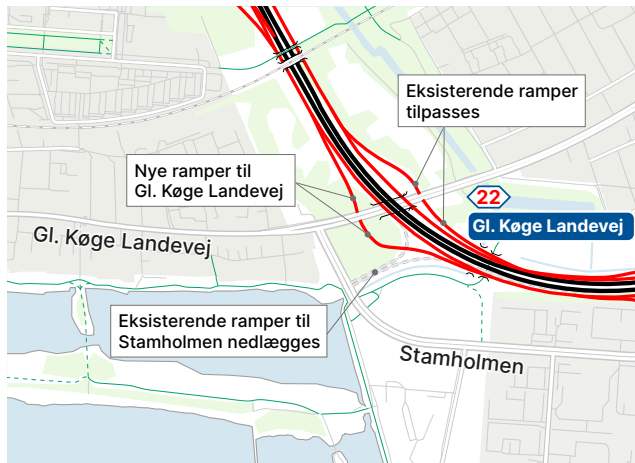 Eksisterende ramper
tilpasses
Nye ramper til
Gl. Køge Landevej
22
Gl. Køge Landevej
Gl. Køge Landevej
Eksisterende ramper til
Stamholmen nedlægges
Stamholmen